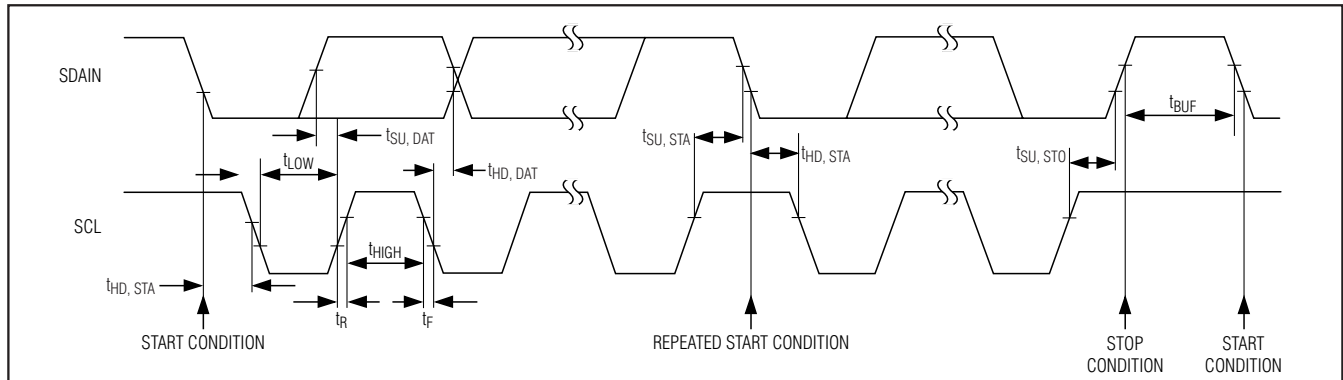 SDAIN
tSU, DAT
tSU, STA
tBUF
tLOW
tHD, DAT
tHD, STA
tSU, STO
SCL
tHIGH
tHD, STA
tR
tF
START CONDITION
REPEATED START CONDITION
STOP
CONDITION
START
CONDITION